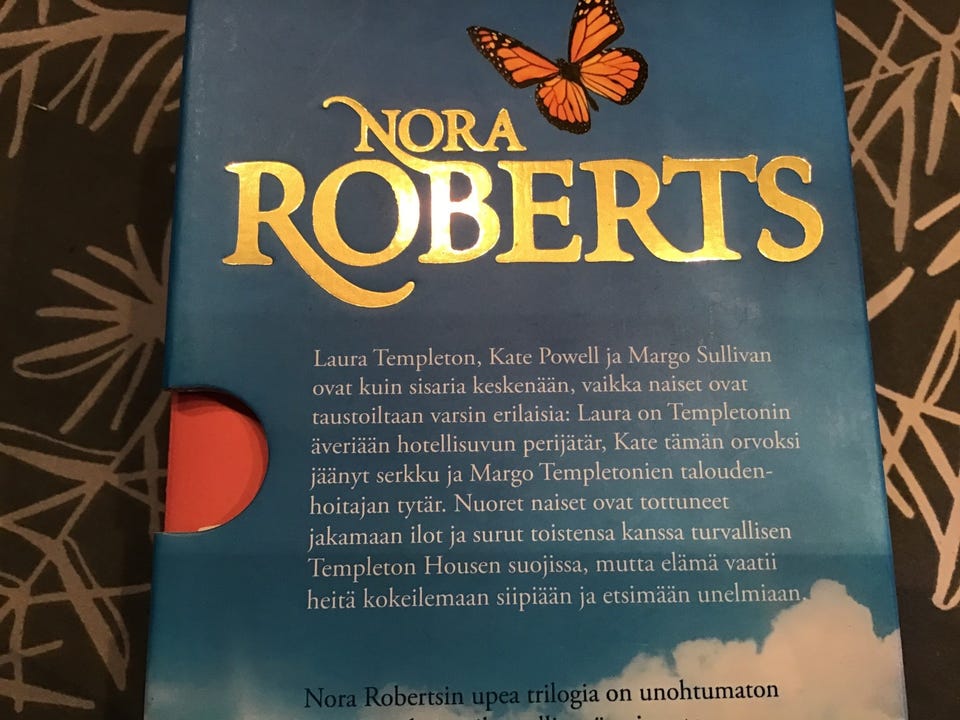 NORA
ROBERTS
Laura Templeton, Kate Powell ja Margo Sullivan
ovat kuin sisaria keskenään, vaikka naiset ovat
taustoiltaan varsin erilaisia: Laura on Templetonin
äveriään hotellisuvun perijätär, Kate tämän orvoksi
jäänyt serkku ja Margo Templetonien talouden-
hoitajan tytär. Nuoret naiset ovat tottuneet
jakamaan ilot ja surut toistensa kanssa turvallisen
Templeton Housen suojissa, mutta elämä vaatii
heitä kokeilemaan siipiään ja etsimään unelmiaan.
Nora Robertsin upea trilogia on unohtumaton